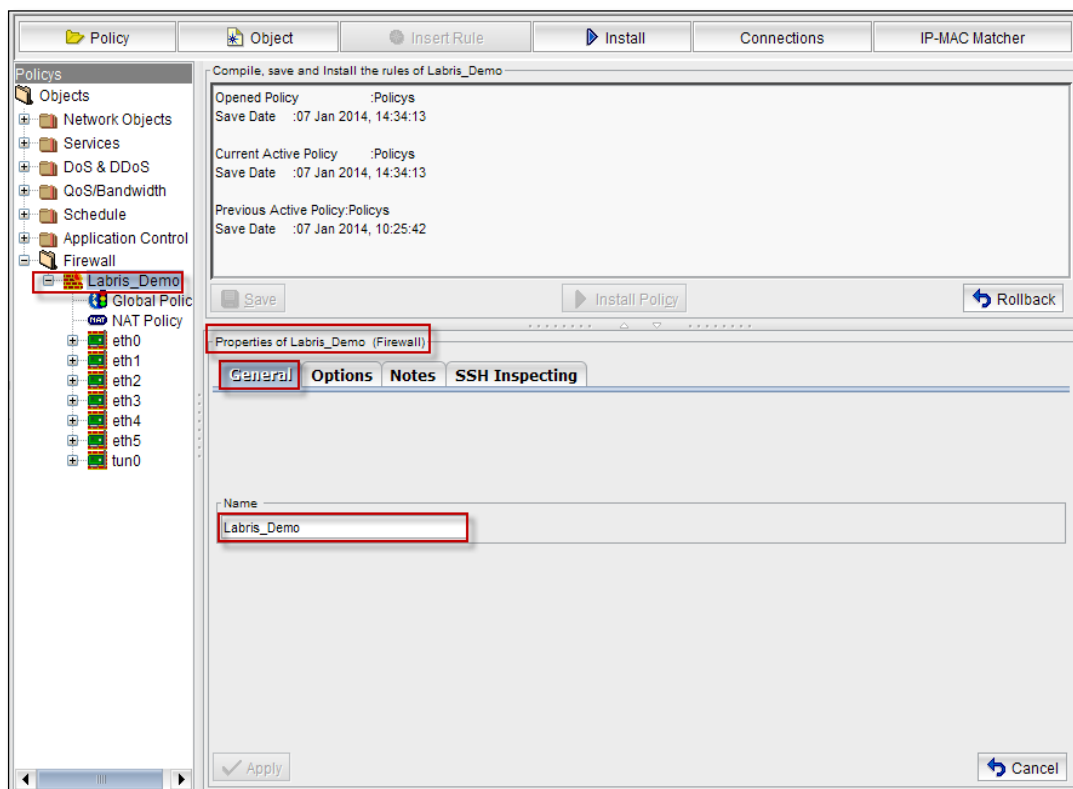 Policy Object Insert Rule Install Connections IP-MAC Matcher
Policys
Objects
Network Objects
Services
DoS & DDoS
QoS/Bandwidth
Schedule
Application Control
Firewall
Labris_Demo
Global Polic
NAT Policy
eth0
eth1
eth2
eth3
eth4
eth5
tun0
Compile, save and Install the rules of Labris_Demo
Opened Policy :Policys
Save Date :07 Jan 2014, 14:34:13
Current Active Policy :Policys
Save Date :07 Jan 2014, 14:34:13
Previous Active Policy:Policys
Save Date :07 Jan 2014, 10:25:42
Save Install Policy Rollback
Properties of Labris_Demo (Firewall)
General Options Notes SSH Inspecting
Name
Labris_Demo
Apply Cancel